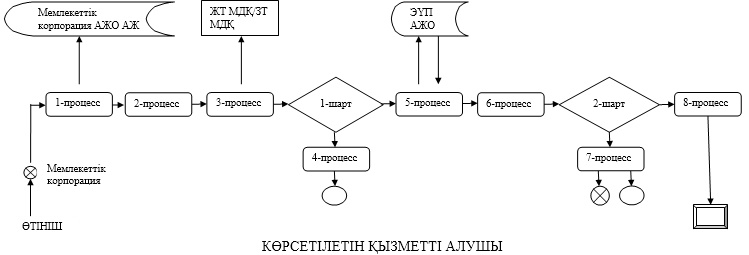 Мемлекеттік
корпорация АЖО АЖ
ЖТ МДҚ/ЗТ
МДҚ
ЭҮП
АЖО
1-процесс
2-процесс
3-процесс
1-шарт
5-процесс
6-процесс
2-шарт
8-процесс
4-процесс
7-процесс
Мемлекеттік
корпорация
ӨТІНІШ
КӨРСЕТІЛЕТІН ҚЫЗМЕТТІ АЛУШЫ